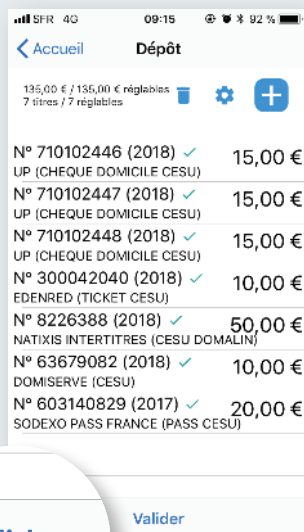 SFR 4G 09:15 92 %
Accueil Dépôt
135,00 € / 135,00 € réglables
7 titres / 7 réglables
N° 710102446 (2018) ✓ 15,00 €
UP (CHEQUE DOMICILE CESU)
N° 710102447 (2018) ✓ 15,00 €
UP (CHEQUE DOMICILE CESU)
N° 710102448 (2018) ✓ 15,00 €
UP (CHEQUE DOMICILE CESU)
N° 300042040 (2018) ✓ 10,00 €
EDENRED (TICKET CESU)
N° 8226388 (2018) ✓ 50,00 €
NATIXIS INTERTITRES (CESU DOMALIN)
N° 63679082 (2018) ✓ 10,00 €
DOMISERVE (CESU)
N° 603140829 (2017) ✓ 20,00 €
SODEXO PASS FRANCE (PASS CESU)
Valider